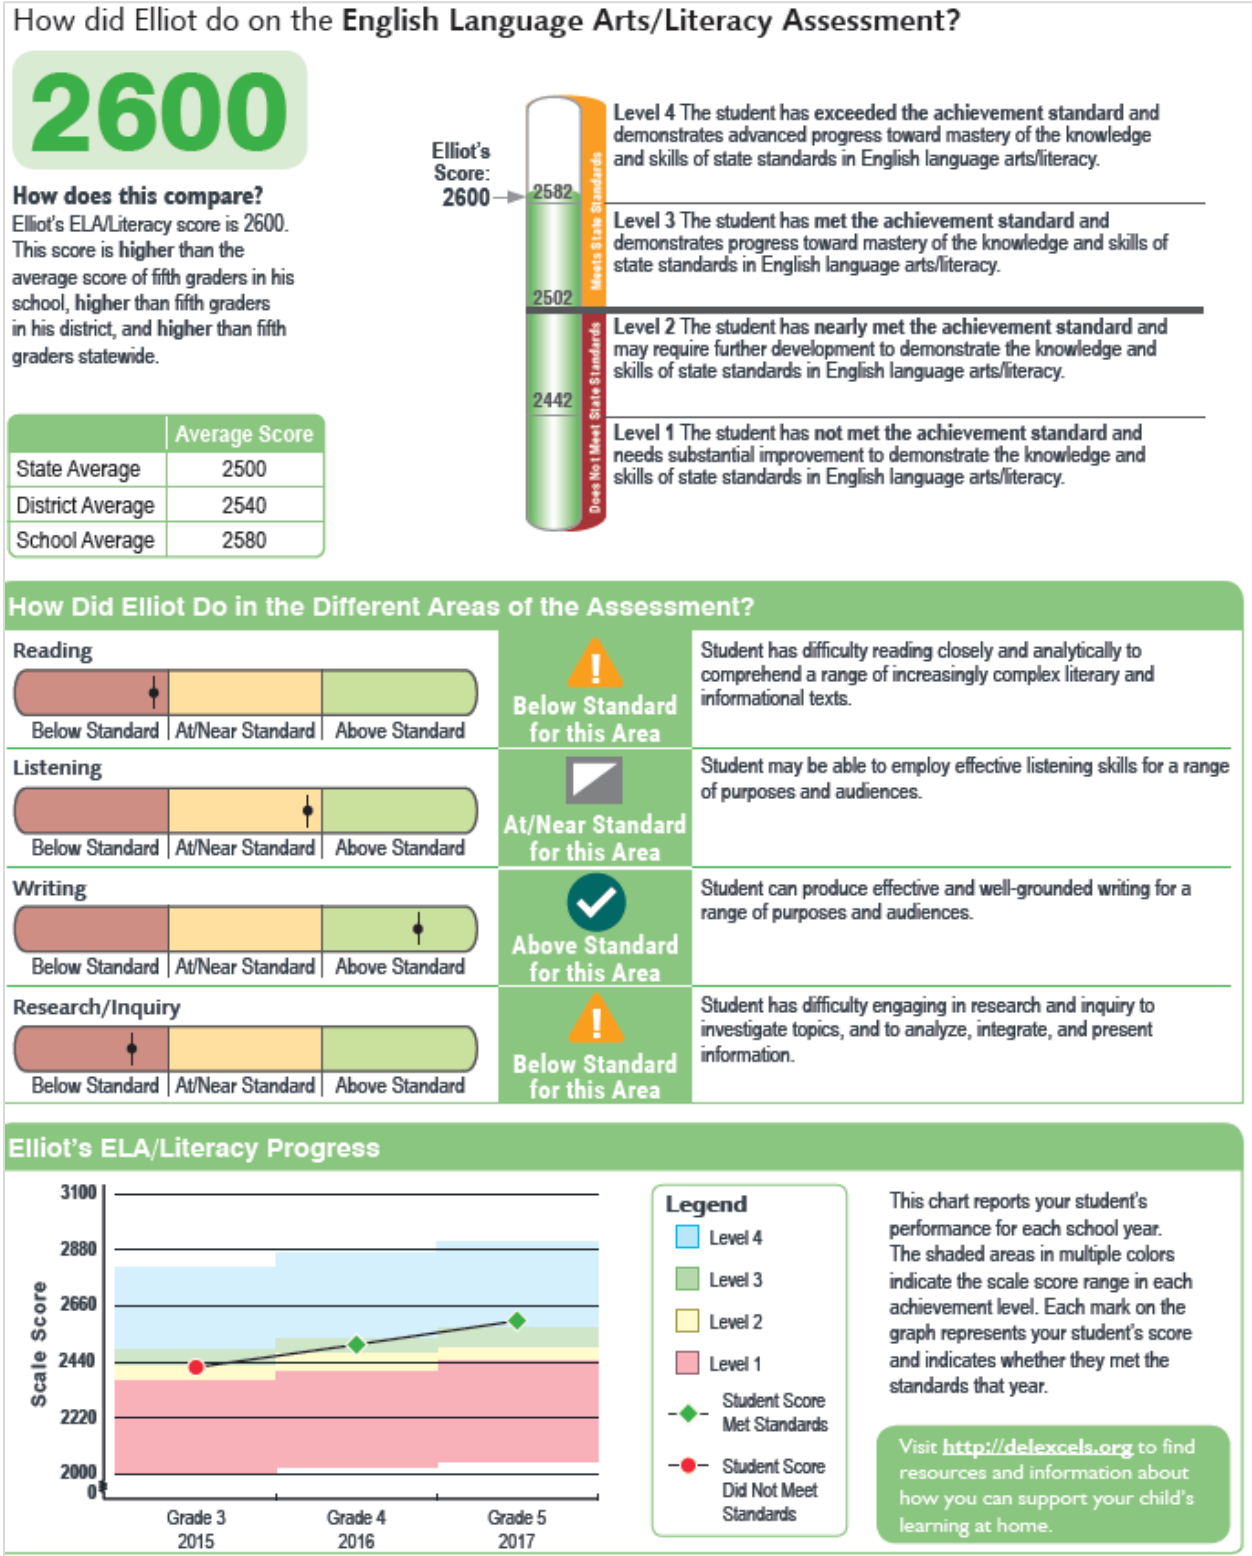 How did Elliot do on the English Language Arts/Literacy Assessment?
2600
How does this compare?
Elliot's ELA/Literacy score is 2600.
This score is higher than the
average score of fifth graders in his
school, higher than fifth graders
in his district, and higher than fifth
graders statewide.
Average Score
State Average 2500
District Average 2540
School Average 2580
Elliot's
Score:
2600
2582
2502
2442
Meets State Standards
Does Not Meet State Standards
Level 4 The student has exceeded the achievement standard and
demonstrates advanced progress toward mastery of the knowledge
and skills of state standards in English language arts/literacy.
Level 3 The student has met the achievement standard and
demonstrates progress toward mastery of the knowledge and skills of
state standards in English language arts/literacy.
Level 2 The student has nearly met the achievement standard and
may require further development to demonstrate the knowledge and
skills of state standards in English language arts/literacy.
Level 1 The student has not met the achievement standard and
needs substantial improvement to demonstrate the knowledge and
skills of state standards in English language arts/literacy.
How Did Elliot Do in the Different Areas of the Assessment?
Reading
Below Standard At/Near Standard Above Standard
Below Standard
for this Area
Student has difficulty reading closely and analytically to
comprehend a range of increasingly complex literary and
informational texts.
Listening
Below Standard At/Near Standard Above Standard
At/Near Standard
for this Area
Student may be able to employ effective listening skills for a range
of purposes and audiences.
Writing
Below Standard At/Near Standard Above Standard
Above Standard
for this Area
Student can produce effective and well-grounded writing for a
range of purposes and audiences.
Research/Inquiry
Below Standard At/Near Standard Above Standard
Below Standard
for this Area
Student has difficulty engaging in research and inquiry to
investigate topics, and to analyze, integrate, and present
information.
Elliot's ELA/Literacy Progress
Scale Score
3100
2880
2660
2440
2220
2000
0
Grade 3 Grade 4 Grade 5
2015 2016 2017
Legend
Level 4
Level 3
Level 2
Level 1
Student Score
Met Standards
Student Score
Did Not Meet
Standards
This chart reports your student's
performance for each school year.
The shaded areas in multiple colors
indicate the scale score range in each
achievement level. Each mark on the
graph represents your student's score
and indicates whether they met the
standards that year.
Visit http://delexcels.org to find
resources and information about
how you can support your child's
learning at home.